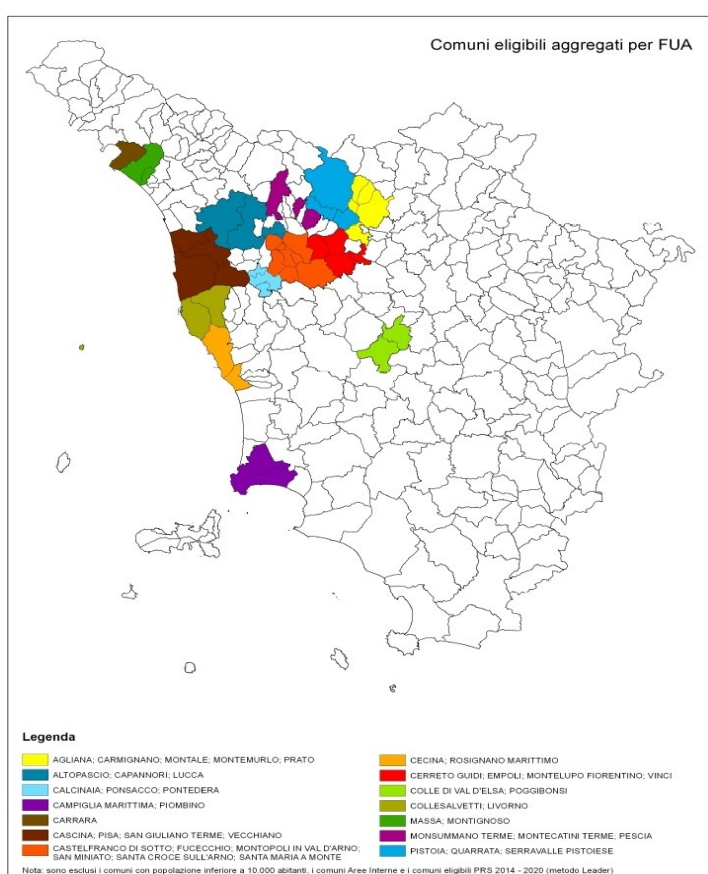 Comuni eligibili aggregati per FUA
Legenda
AGLIANA; CARMIGNANO; MONTALE; MONTEMURLO; PRATO
ALTOPASCIO; CAPANNORI; LUCCA
CALCINAIA; PONSACCO; PONTEDERA
CAMPIGLIA MARITTIMA; PIOMBINO
CARRARA
CASCINA; PISA; SAN GIULIANO TERME; VECCHIANO
CASTELFRANCO DI SOTTO; FUCECCHIO; MONTOPOLI IN VAL D'ARNO;
SAN MINIATO; SANTA CROCE SULL'ARNO; SANTA MARIA A MONTE
CECINA; ROSIGNANO MARITTIMO
CERRETO GUIDI; EMPOLI; MONTELUPO FIORENTINO; VINCI
COLLE DI VAL D'ELSA; POGGIBONSI
COLLESALVETTI; LIVORNO
MASSA; MONTIGNOSO
MONSUMMANO TERME; MONTECATINI TERME; PESCIA
PISTOIA; QUARRATA; SERRAVALLE PISTOIESE
Nota: sono esclusi i comuni con popolazione inferiore a 10.000 abitanti, i comuni Aree Interne e i comuni eligibili PRS 2014 - 2020 (metodo Leader)